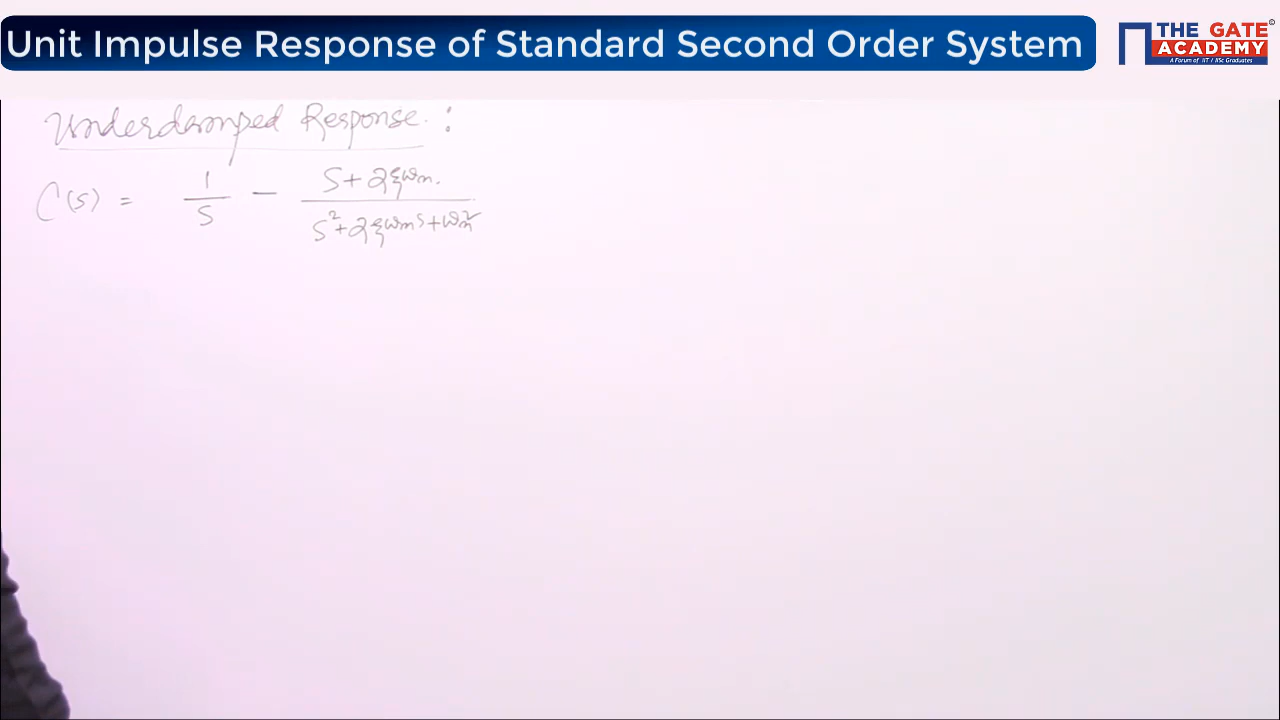 Unit Impulse Response of Standard Second Order System
THE GATE
ACADEMY
A Forum of IIT / IISc Graduates
Underdamped Response :
C(s) = 1/S - (S + 2ξωn) / (S² + 2ξωn s + ωn²)